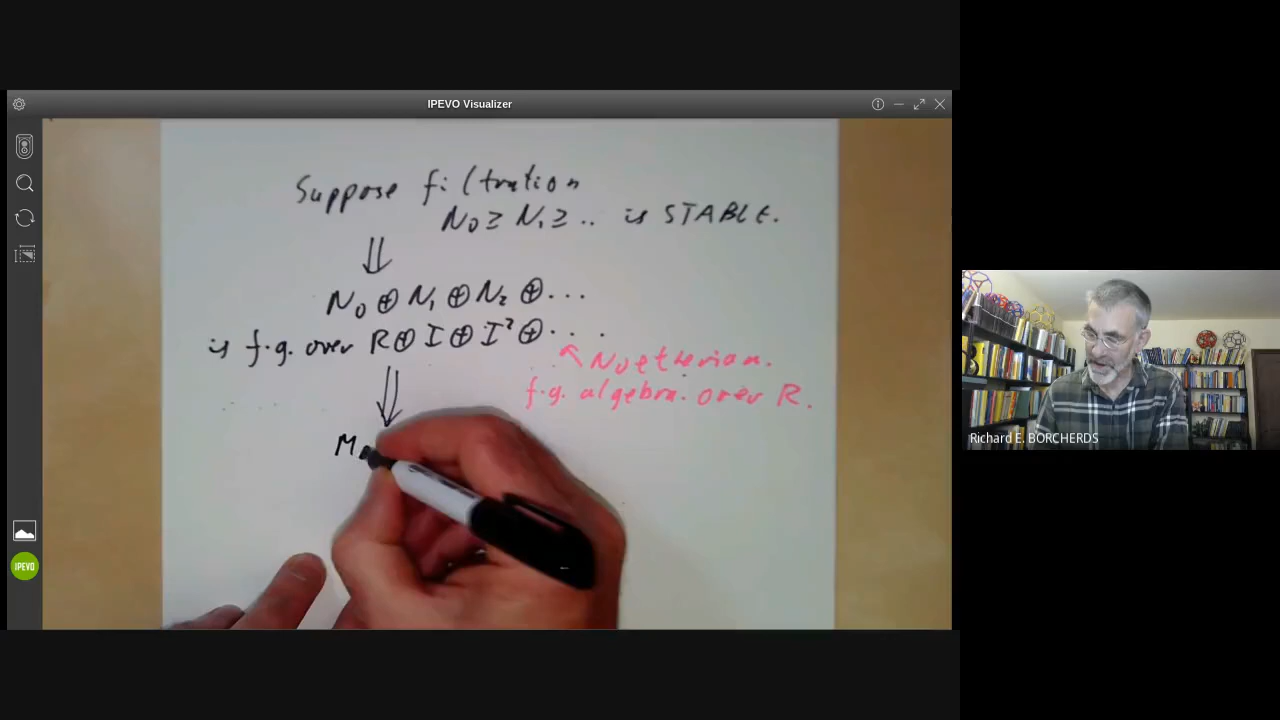 IPEVO Visualizer
Suppose filtration
N₀ ≥ N₁ ≥ .. is STABLE.
⇓
N₀ ⊕ N₁ ⊕ N₂ ⊕ ...
is f.g. over R ⊕ I ⊕ I² ⊕ ...
↖ Noetherian.
f.g. algebra. over R.
⇓
M
Richard E. BORCHERDS
IPEVO